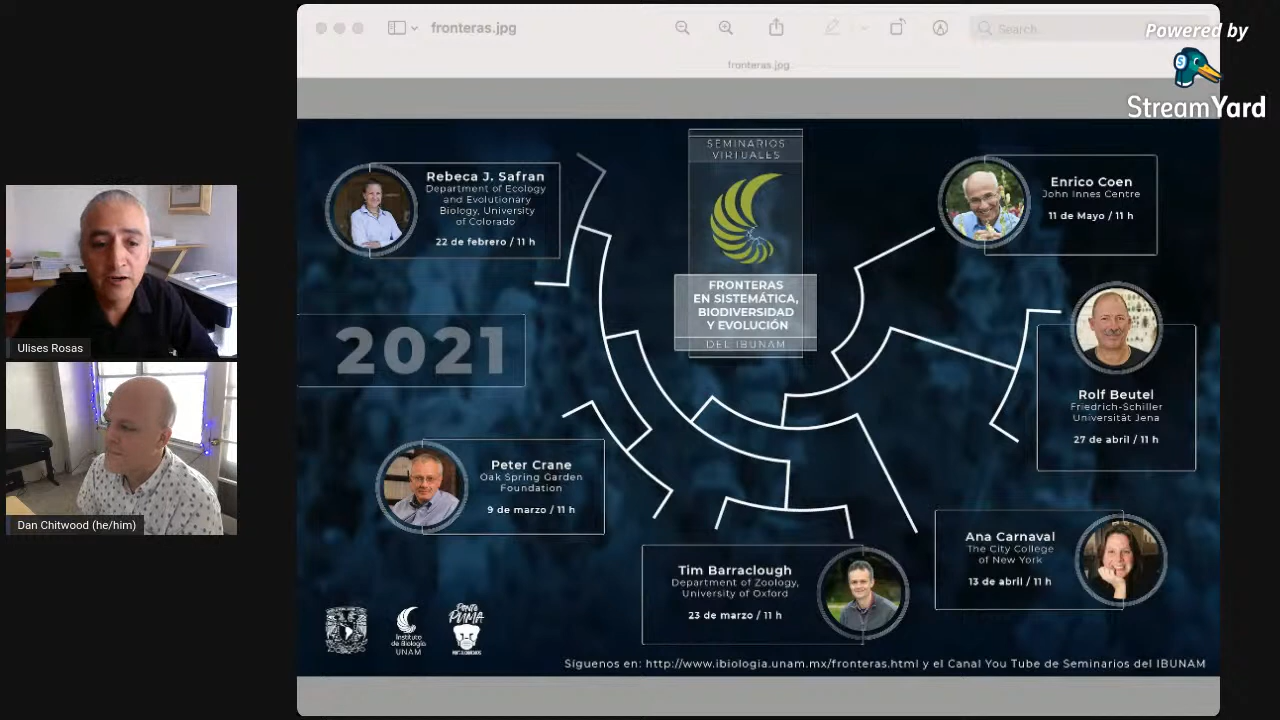 fronteras.jpg
Search
fronteras.jpg
Powered by
StreamYard
SEMINARIOS
VIRTUALES
FRONTERAS
EN SISTEMÁTICA,
BIODIVERSIDAD
Y EVOLUCIÓN
DEL IBUNAM
Rebeca J. Safran
Department of Ecology
and Evolutionary
Biology, University
of Colorado
22 de febrero / 11 h
Enrico Coen
John Innes Centre
11 de Mayo / 11 h
2021
Rolf Beutel
Friedrich-Schiller
Universität Jena
27 de abril / 11 h
Peter Crane
Oak Spring Garden
Foundation
9 de marzo / 11 h
Ana Carnaval
The City College
of New York
13 de abril / 11 h
Tim Barraclough
Department of Zoology,
University of Oxford
23 de marzo / 11 h
Instituto
de Biología
UNAM
Ponte
PUMA
Síguenos en: http://www.ibiologia.unam.mx/fronteras.html y el Canal You Tube de Seminarios del IBUNAM
Ulises Rosas
Dan Chitwood (he/him)